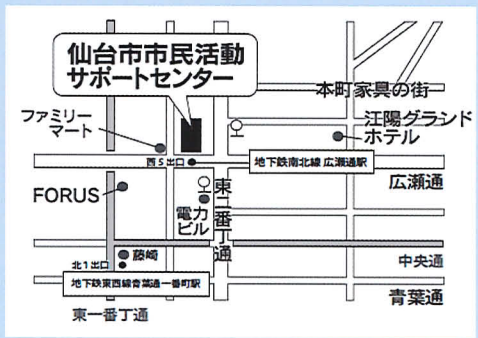 仙台市市民活動
サポートセンター
本町家具の街
ファミリー
マート
江陽グランド
ホテル
西5出口
地下鉄南北線 広瀬通駅
広瀬通
FORUS
電力
ビル
東二番丁通
藤崎
中央通
北1出口
地下鉄東西線青葉通一番町駅
青葉通
東一番丁通